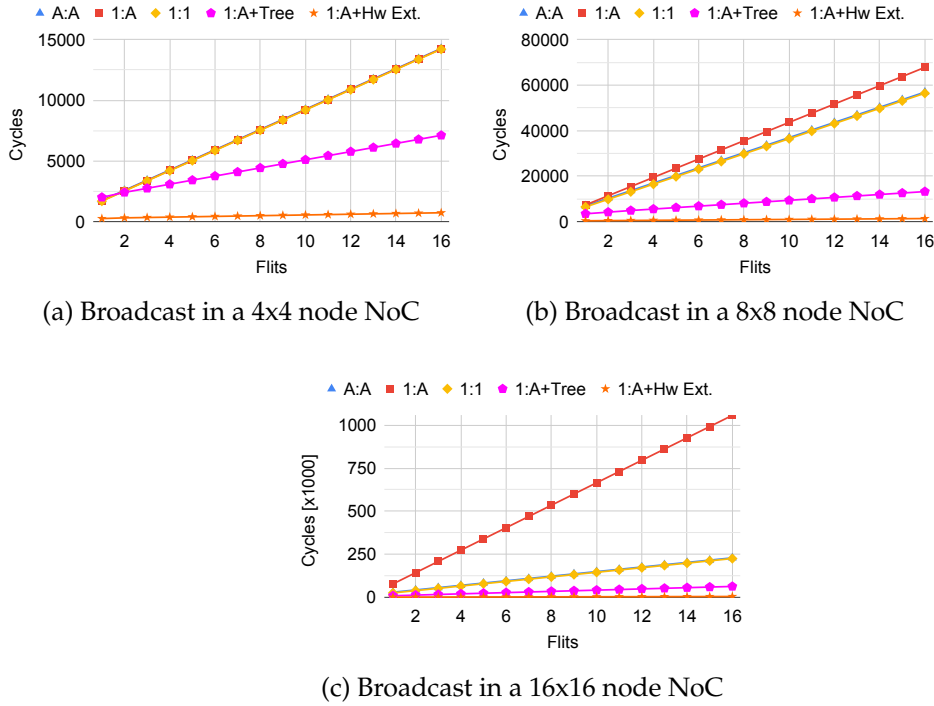 A:A 1:A 1:1 1:A+Tree 1:A+Hw Ext.
15000
10000
5000
0
Cycles
2 4 6 8 10 12 14 16
Flits
(a) Broadcast in a 4x4 node NoC
A:A 1:A 1:1 1:A+Tree 1:A+Hw Ext.
80000
60000
40000
20000
0
Cycles
2 4 6 8 10 12 14 16
Flits
(b) Broadcast in a 8x8 node NoC
A:A 1:A 1:1 1:A+Tree 1:A+Hw Ext.
1000
750
500
250
0
Cycles [x1000]
2 4 6 8 10 12 14 16
Flits
(c) Broadcast in a 16x16 node NoC